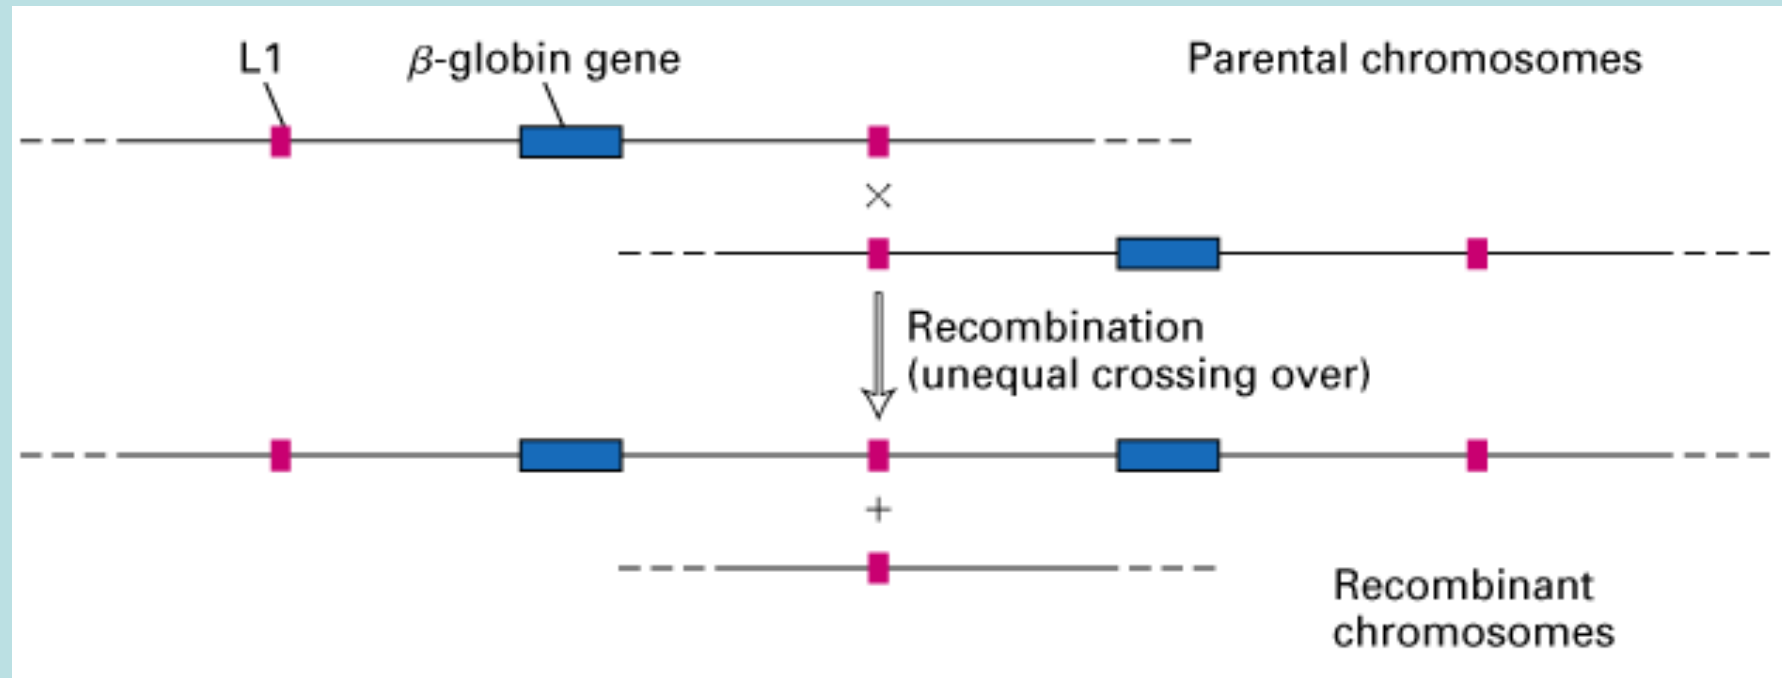 L1
β-globin gene
Parental chromosomes
×
Recombination
(unequal crossing over)
+
Recombinant
chromosomes